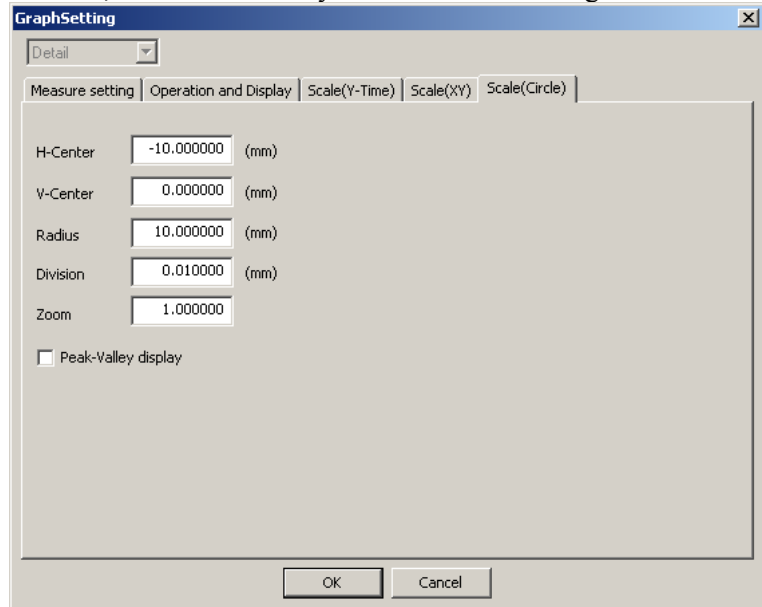 GraphSetting
Detail
Measure setting Operation and Display Scale(Y-Time) Scale(XY) Scale(Circle)
H-Center -10.000000 (mm)
V-Center 0.000000 (mm)
Radius 10.000000 (mm)
Division 0.010000 (mm)
Zoom 1.000000
Peak-Valley display
OK Cancel